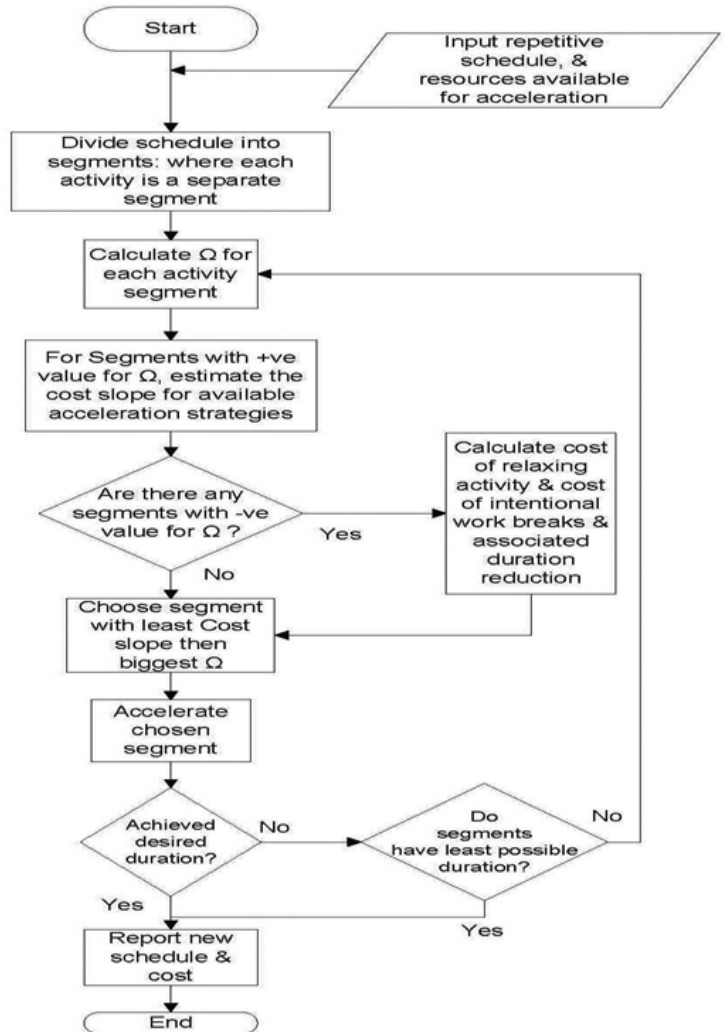 Start
Input repetitive
schedule, &
resources available
for acceleration
Divide schedule into
segments: where each
activity is a separate
segment
Calculate Ω for
each activity
segment
For Segments with +ve
value for Ω, estimate the
cost slope for available
acceleration strategies
Are there any
segments with -ve
value for Ω ?
Yes
Calculate cost
of relaxing
activity & cost
of intentional
work breaks &
associated
duration
reduction
No
Choose segment
with least Cost
slope then
biggest Ω
Accelerate
chosen
segment
Achieved
desired
duration?
No
Do
segments
have least possible
duration?
No
Yes
Yes
Report new
schedule &
cost
End